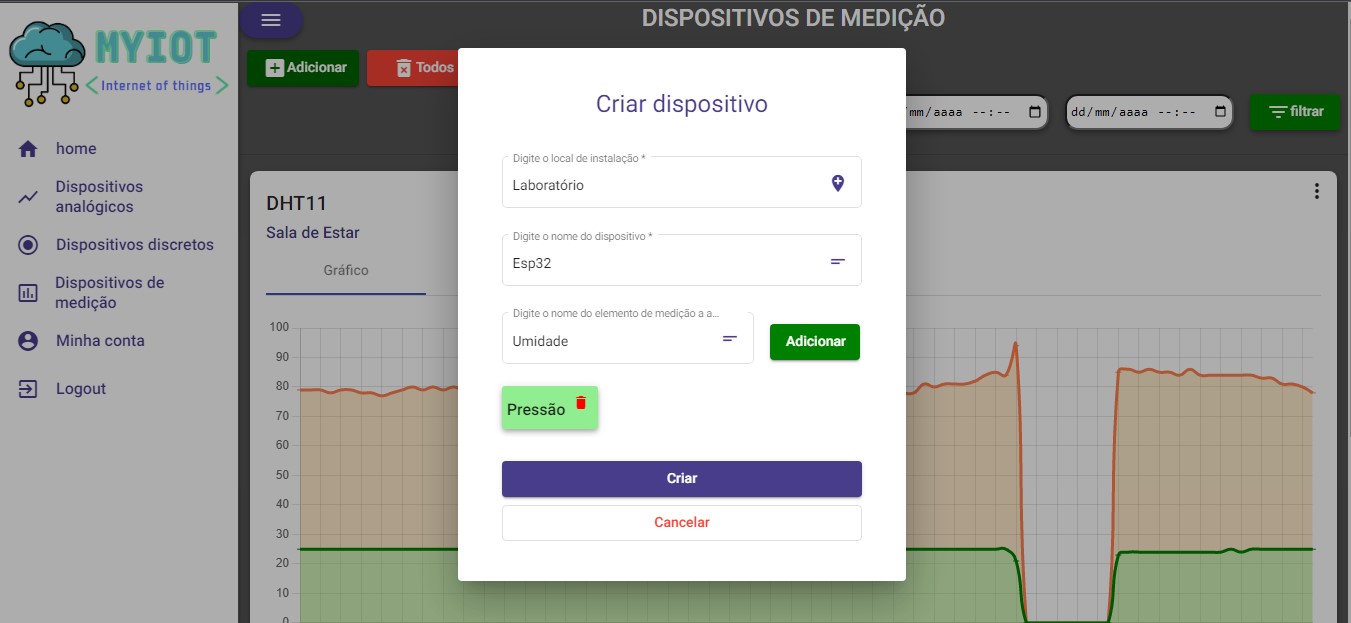 MYIOT
Internet of things
home
Dispositivos
analógicos
Dispositivos discretos
Dispositivos de
medição
Minha conta
Logout
DISPOSITIVOS DE MEDIÇÃO
Adicionar
Todos
/mm/aaaa --:--
dd/mm/aaaa --:--
filtrar
DHT11
Sala de Estar
Gráfico
100
90
80
70
60
50
40
30
20
10
0
Criar dispositivo
Digite o local de instalação *
Laboratório
Digite o nome do dispositivo *
Esp32
Digite o nome do elemento de medição a a...
Umidade
Adicionar
Pressão
Criar
Cancelar